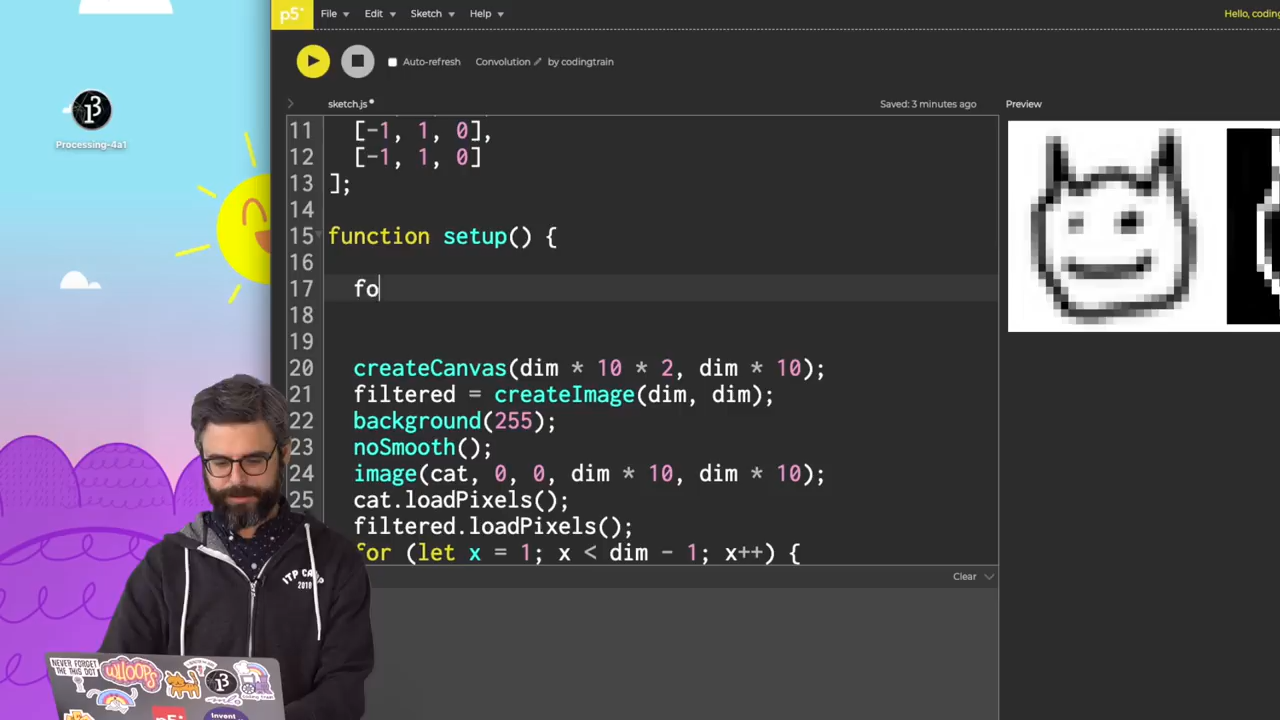 p5*
File
Edit
Sketch
Help
Hello, coding
Auto-refresh
Convolution
by codingtrain
sketch.js
Saved: 3 minutes ago
Preview
Processing-4a1
11 [-1, 1, 0],
12 [-1, 1, 0]
13 ];
14
15 function setup() {
16
17 fo
18
19
20 createCanvas(dim * 10 * 2, dim * 10);
21 filtered = createImage(dim, dim);
22 background(255);
23 noSmooth();
24 image(cat, 0, 0, dim * 10, dim * 10);
25 cat.loadPixels();
filtered.loadPixels();
for (let x = 1; x < dim - 1; x++) {
Clear
ITP CAMP
NEVER FORGET
THE THIS DOT
WHOOPS
Invent